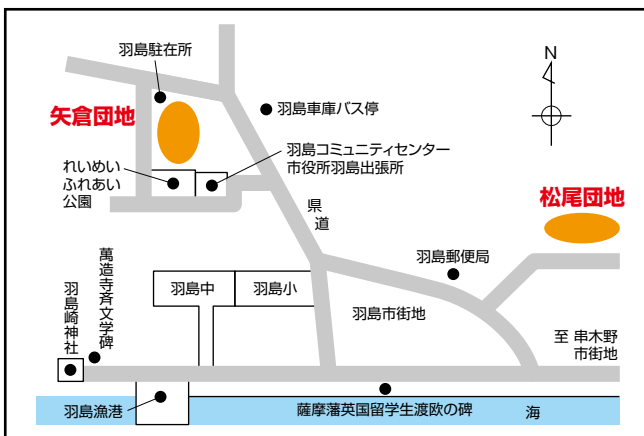 羽島駐在所
N
矢倉団地
羽島車庫バス停
羽島コミュニティセンター
市役所羽島出張所
れいめい
ふれあい
公園
県道
松尾団地
羽島郵便局
萬造寺斉文学碑
羽島崎神社
羽島中
羽島小
羽島市街地
至 串木野
市街地
羽島漁港
薩摩藩英国留学生渡欧の碑
海